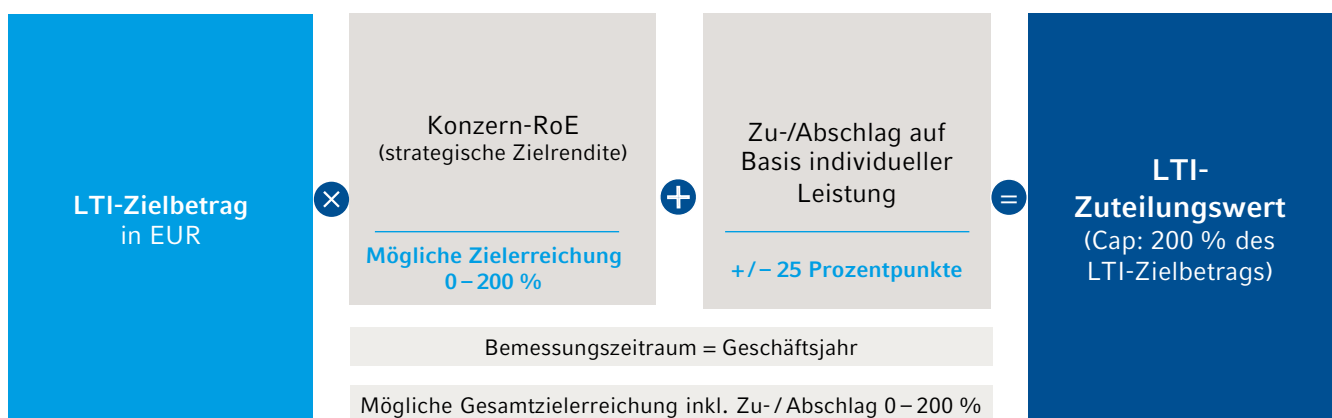 LTI-Zielbetrag
in EUR
×
Konzern-RoE
(strategische Zielrendite)
Mögliche Zielerreichung
0 – 200 %
+
Zu-/Abschlag auf
Basis individueller
Leistung
+/– 25 Prozentpunkte
=
LTI-
Zuteilungswert
(Cap: 200 % des
LTI-Zielbetrags)
Bemessungszeitraum = Geschäftsjahr
Mögliche Gesamtzielerreichung inkl. Zu- / Abschlag 0 – 200 %